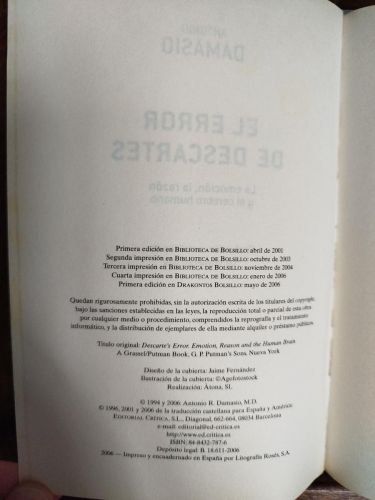 ANTONIO
DAMASIO
EL ERROR
DE DESCARTES
La emoción, la razón
y el cerebro humano
Primera edición en BIBLIOTECA DE BOLSILLO: abril de 2001
Segunda impresión en BIBLIOTECA DE BOLSILLO: octubre de 2003
Tercera impresión en BIBLIOTECA DE BOLSILLO: noviembre de 2004
Cuarta impresión en BIBLIOTECA DE BOLSILLO: enero de 2006
Primera edición en DRAKONTOS BOLSILLO: mayo de 2006
Quedan rigurosamente prohibidas, sin la autorización escrita de los titulares del copyright,
bajo las sanciones establecidas en las leyes, la reproducción total o parcial de esta obra
por cualquier medio o procedimiento, comprendidos la reprografía y el tratamiento
informático, y la distribución de ejemplares de ella mediante alquiler o préstamo públicos.
Título original: Descartes's Error. Emotion, Reason and the Human Brain.
A Grasset/Putman Book, G. P. Putman's Sons, Nueva York
Diseño de la cubierta: Jaime Fernández
Ilustración de la cubierta: ©Agefotostock
Realización: Átona, SL
© 1994 y 2006: Antonio R. Damasio, M.D.
© 1996, 2001 y 2006 de la traducción castellana para España y América:
EDITORIAL CRÍTICA, S.L., Diagonal, 662-664, 08034 Barcelona
e-mail: editorial@ed-critica.es
http://www.ed.critica.es
ISBN: 84-8432-787-6
Depósito legal: B. 18.611-2006
2006 – Impreso y encuadernado en España por Litografía Rosés, S.A.